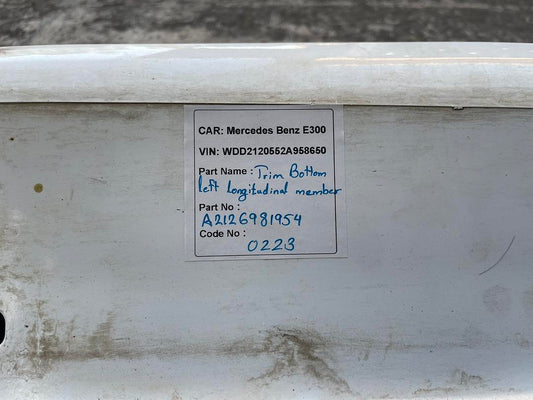 CAR: Mercedes Benz E300
VIN: WDD2120552A958650
Part Name : Trim Bottom
left longitudinal member
Part No :
A2126981954
Code No :
0223